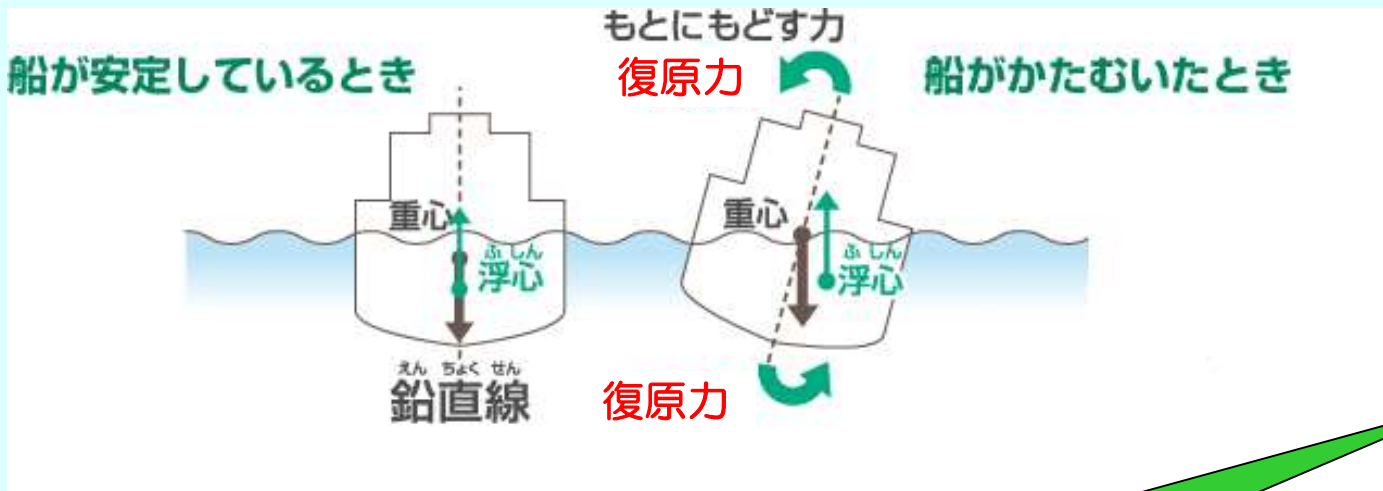 もとにもどす力
船が安定しているとき
復原力
船がかたむいたとき
重心
ふ しん
浮心
重心
ふ しん
浮心
えん ちょく せん
鉛直線
復原力